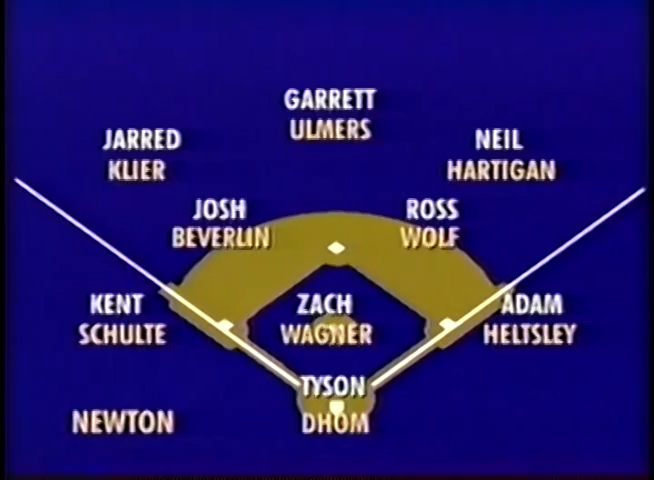 GARRETT
ULMERS
JARRED
KLIER
NEIL
HARTIGAN
JOSH
BEVERLIN
ROSS
WOLF
KENT
SCHULTE
ZACH
WAGNER
ADAM
HELTSLEY
TYSON
DHOM
NEWTON